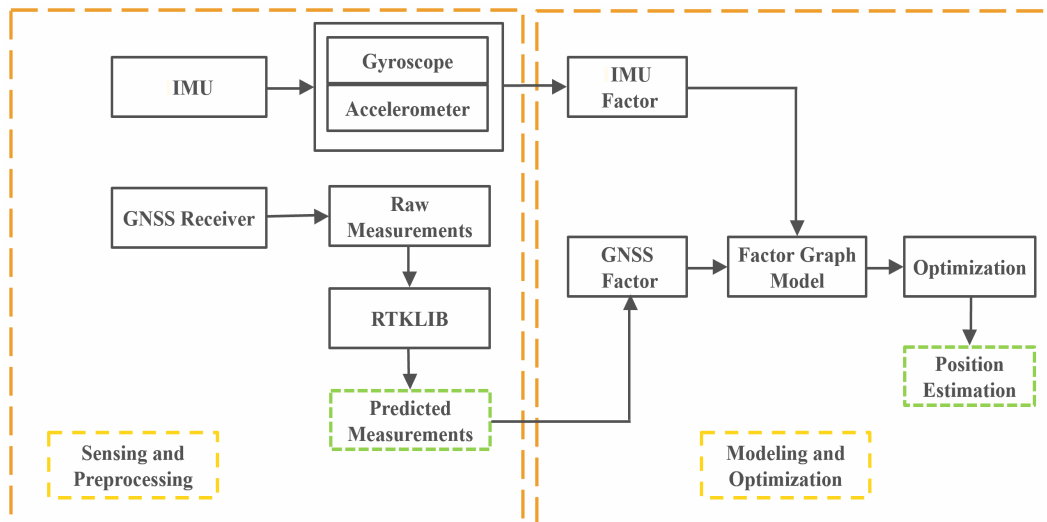 IMU
Gyroscope
Accelerometer
IMU
Factor
GNSS Receiver
Raw
Measurements
RTKLIB
Predicted
Measurements
GNSS
Factor
Factor Graph
Model
Optimization
Position
Estimation
Sensing and
Preprocessing
Modeling and
Optimization